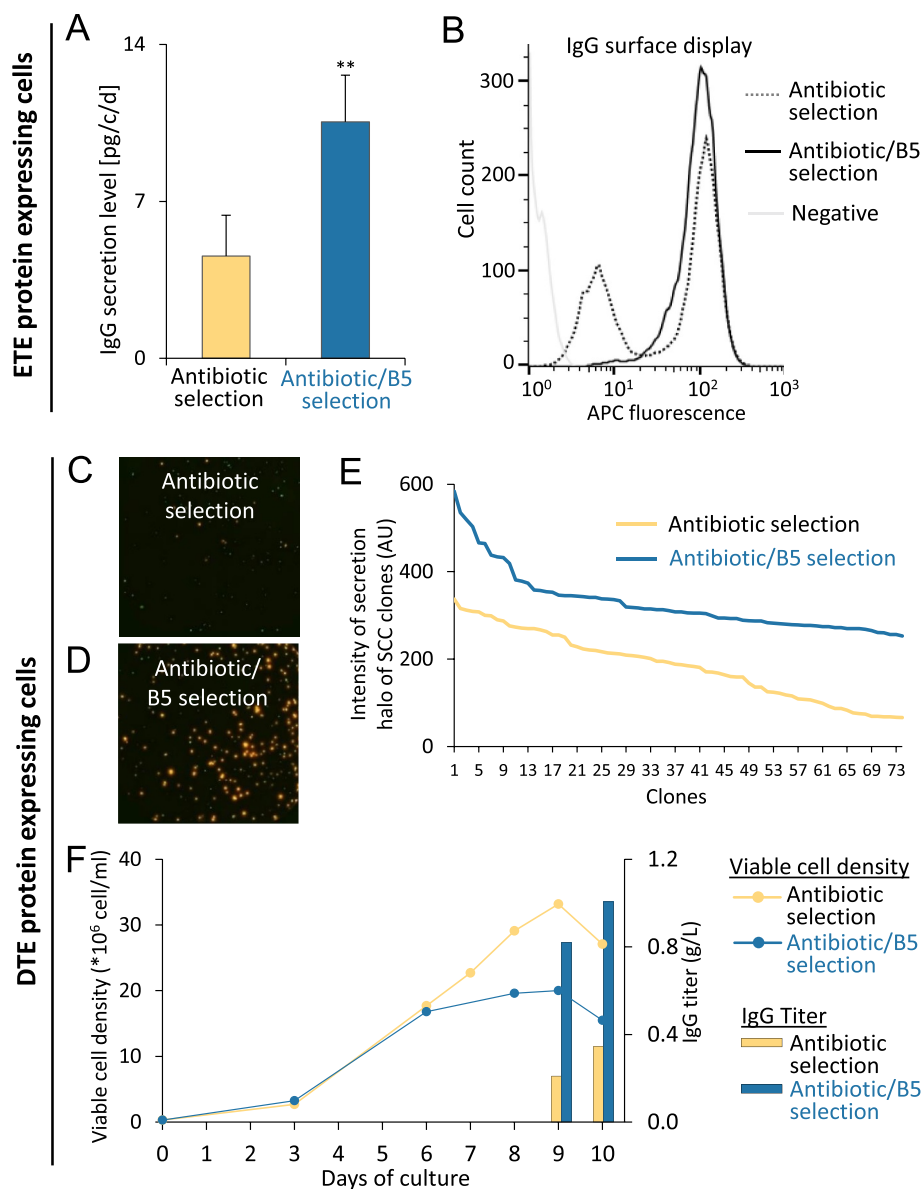 ETE protein expressing cells
A
IgG secretion level [pg/c/d]
14
7
0
**
Antibiotic
selection
Antibiotic/B5
selection
B
IgG surface display
Cell count
300
200
100
0
10⁰
10¹
10²
10³
APC fluorescence
Antibiotic
selection
Antibiotic/B5
selection
Negative
DTE protein expressing cells
C
Antibiotic
selection
D
Antibiotic/
B5 selection
E
Intensity of secretion
halo of SCC clones (AU)
600
400
200
0
1 5 9 13 17 21 25 29 33 37 41 45 49 53 57 61 65 69 73
Clones
Antibiotic selection
Antibiotic/B5 selection
F
Viable cell density (*10⁶ cell/ml)
40
30
20
10
0
0 1 2 3 4 5 6 7 8 9 10
Days of culture
1.2
0.8
0.4
0.0
IgG titer (g/L)
Viable cell density
Antibiotic
selection
Antibiotic/B5
selection
IgG Titer
Antibiotic
selection
Antibiotic/B5
selection